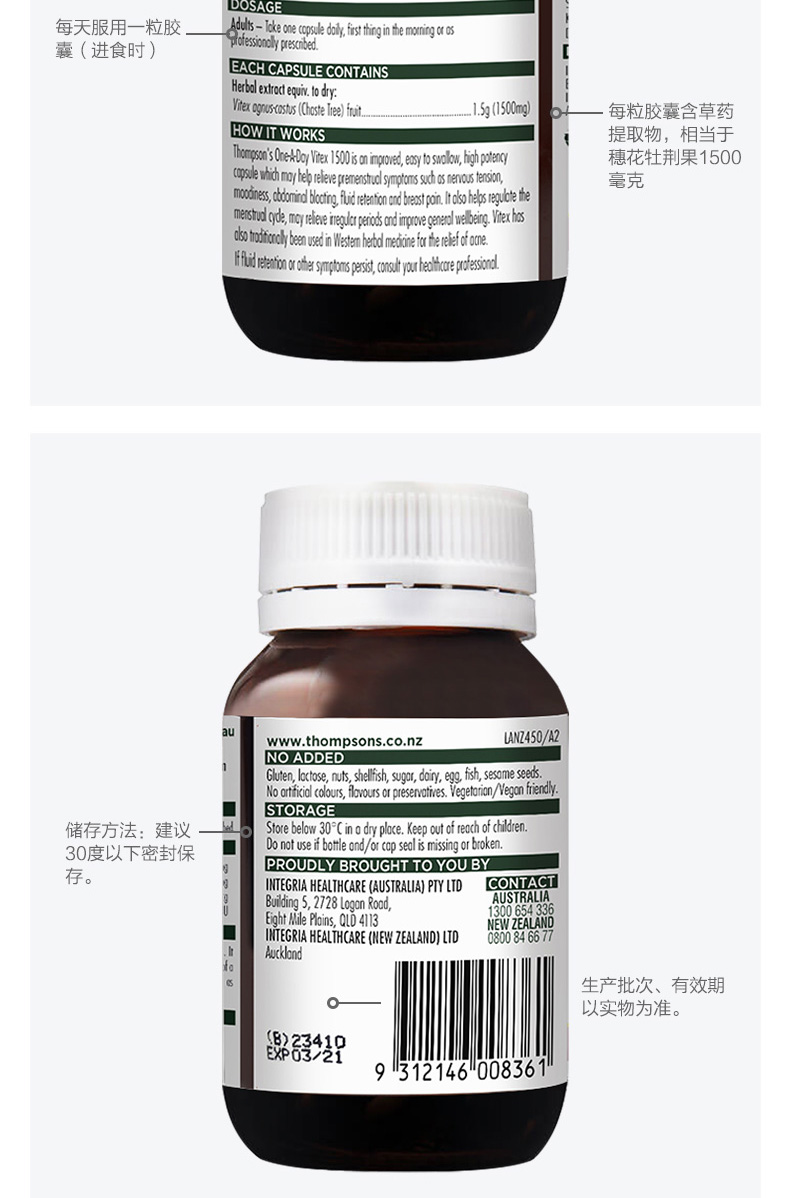 DOSAGE
每天服用一粒胶
囊（进食时）
Adults – Take one capsule daily, first thing in the morning or as
professionally prescribed.
EACH CAPSULE CONTAINS
Herbal extract equiv. to dry:
Vitex agnus-castus (Chaste Tree) fruit.......................................1.5g (1500mg)
每粒胶囊含草药
提取物，相当于
穗花牡荆果1500
毫克
HOW IT WORKS
Thompson's One-A-Day Vitex 1500 is an improved, easy to swallow, high potency
capsule which may help relieve premenstrual symptoms such as nervous tension,
moodiness, abdominal bloating, fluid retention and breast pain. It also helps regulate the
menstrual cycle, may relieve irregular periods and improve general wellbeing. Vitex has
also traditionally been used in Western herbal medicine for the relief of acne.
If fluid retention or other symptoms persist, consult your healthcare professional.
www.thompsons.co.nz
LANZ450/A2
NO ADDED
Gluten, lactose, nuts, shellfish, sugar, dairy, egg, fish, sesame seeds.
No artificial colours, flavours or preservatives. Vegetarian/Vegan friendly.
STORAGE
Store below 30°C in a dry place. Keep out of reach of children.
Do not use if bottle and/or cap seal is missing or broken.
储存方法：建议
30度以下密封保
存。
PROUDLY BROUGHT TO YOU BY
INTEGRIA HEALTHCARE (AUSTRALIA) PTY LTD
Building 5, 2728 Logan Road,
Eight Mile Plains, QLD 4113
INTEGRIA HEALTHCARE (NEW ZEALAND) LTD
Auckland
CONTACT
AUSTRALIA
1300 654 336
NEW ZEALAND
0800 84 66 77
生产批次、有效期
以实物为准。
(B)23410
EXP03/21
9 312146 008361